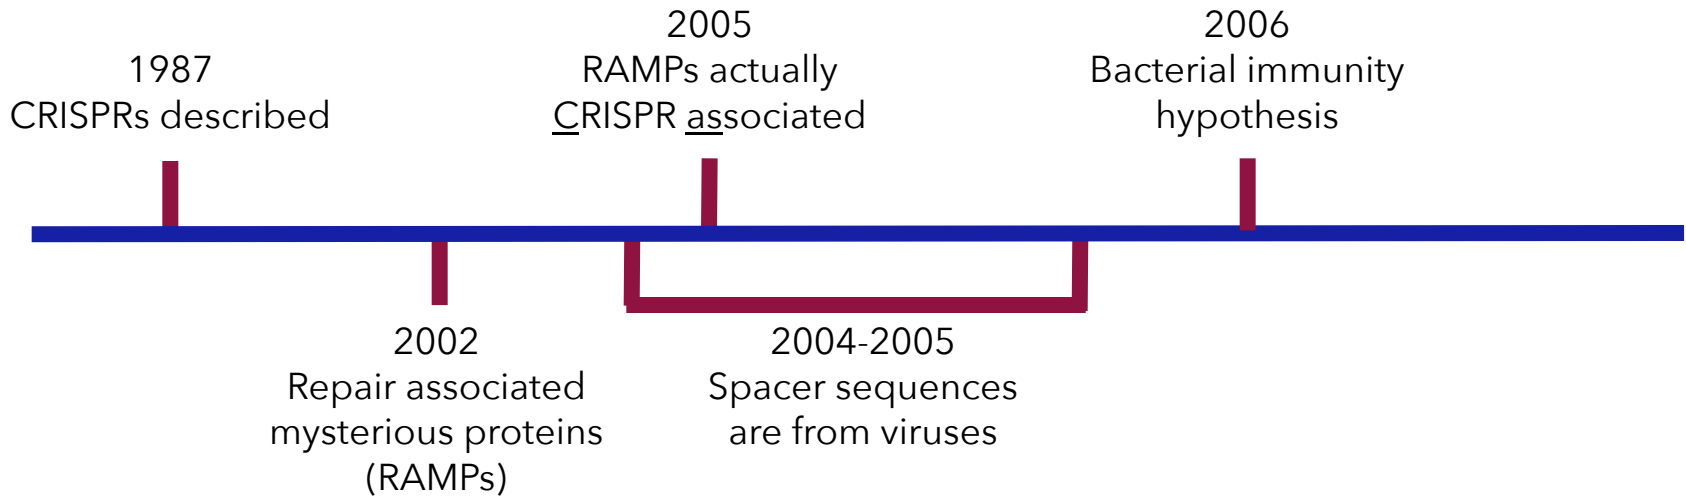 1987
CRISPRs described
2002
Repair associated
mysterious proteins
(RAMPs)
2005
RAMPs actually
CRISPR associated
2004-2005
Spacer sequences
are from viruses
2006
Bacterial immunity
hypothesis